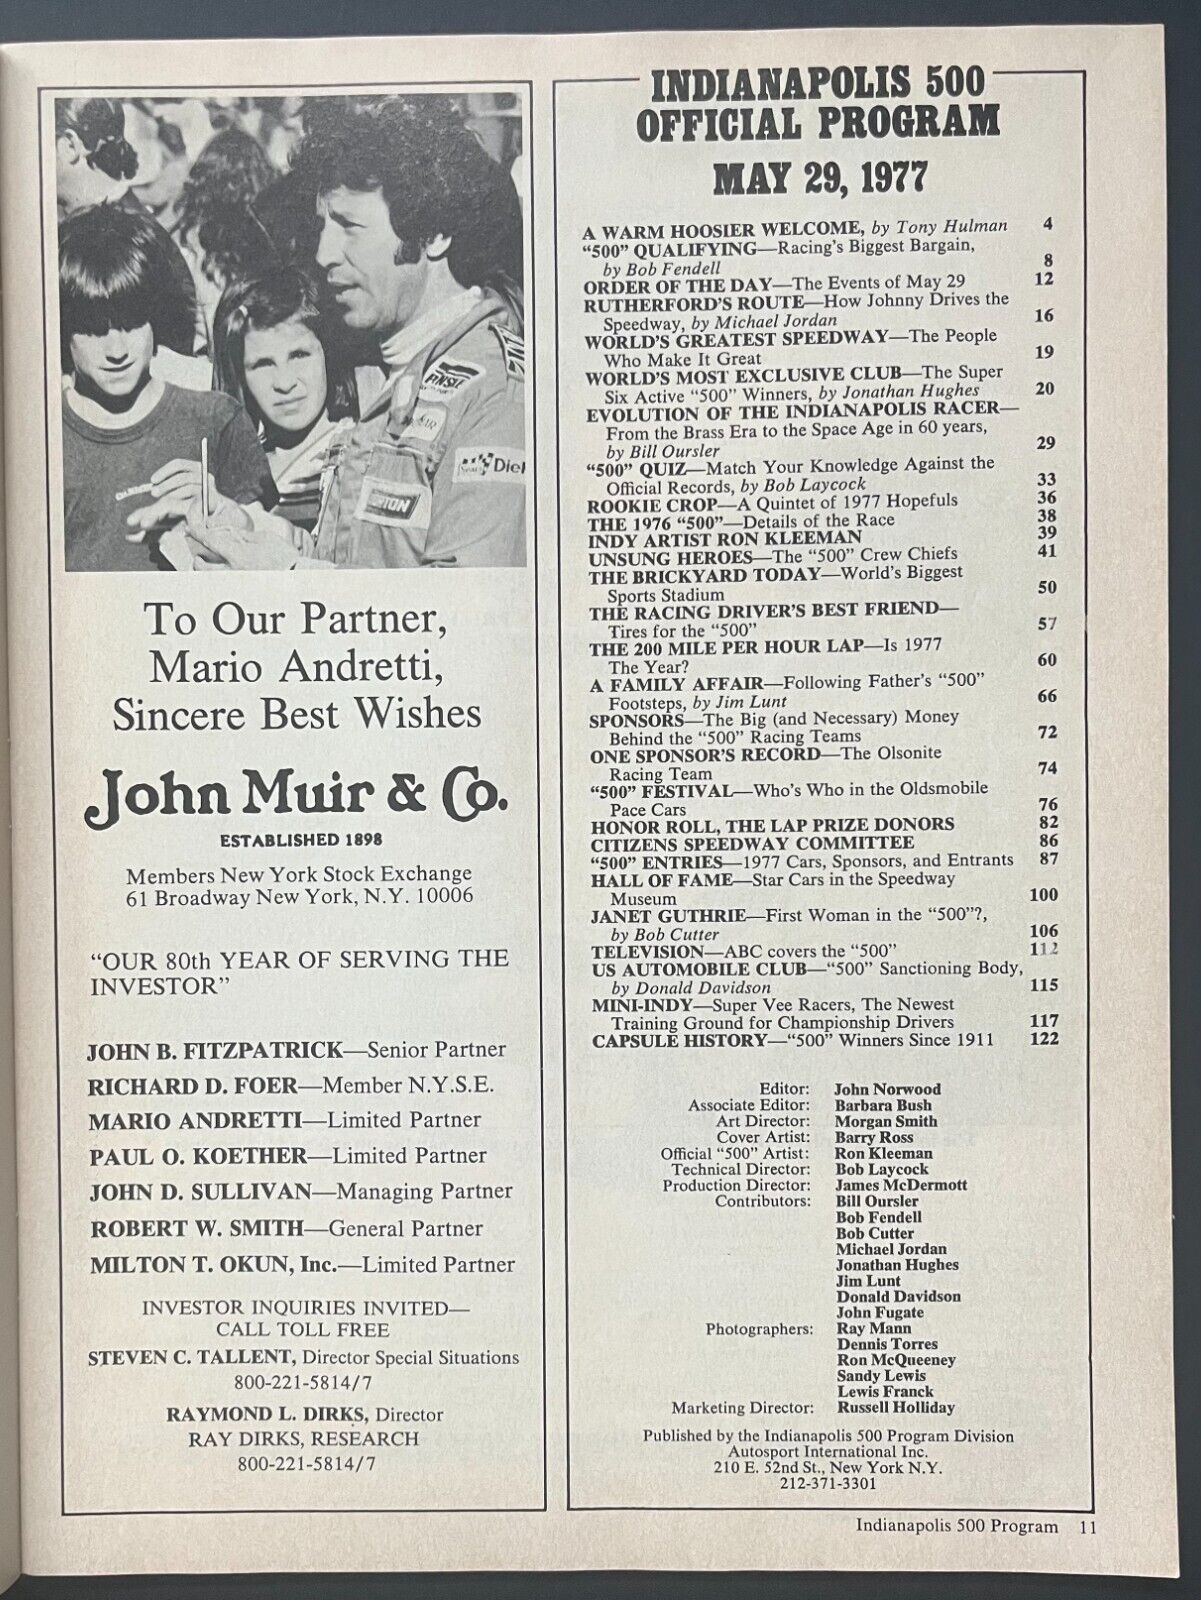 To Our Partner,
Mario Andretti,
Sincere Best Wishes
John Muir & Co.
ESTABLISHED 1898
Members New York Stock Exchange
61 Broadway New York, N.Y. 10006
“OUR 80th YEAR OF SERVING THE
INVESTOR”
JOHN B. FITZPATRICK—Senior Partner
RICHARD D. FOER—Member N.Y.S.E.
MARIO ANDRETTI—Limited Partner
PAUL O. KOETHER—Limited Partner
JOHN D. SULLIVAN—Managing Partner
ROBERT W. SMITH—General Partner
MILTON T. OKUN, Inc.—Limited Partner
INVESTOR INQUIRIES INVITED—
CALL TOLL FREE
STEVEN C. TALLENT, Director Special Situations
800-221-5814/7
RAYMOND L. DIRKS, Director
RAY DIRKS, RESEARCH
800-221-5814/7
INDIANAPOLIS 500
OFFICIAL PROGRAM
MAY 29, 1977
A WARM HOOSIER WELCOME, by Tony Hulman 4
“500” QUALIFYING—Racing's Biggest Bargain,
by Bob Fendell 8
ORDER OF THE DAY—The Events of May 29 12
RUTHERFORD'S ROUTE—How Johnny Drives the
Speedway, by Michael Jordan 16
WORLD'S GREATEST SPEEDWAY—The People
Who Make It Great 19
WORLD'S MOST EXCLUSIVE CLUB—The Super
Six Active “500” Winners, by Jonathan Hughes 20
EVOLUTION OF THE INDIANAPOLIS RACER—
From the Brass Era to the Space Age in 60 years,
by Bill Oursler 29
“500” QUIZ—Match Your Knowledge Against the
Official Records, by Bob Laycock 33
ROOKIE CROP—A Quintet of 1977 Hopefuls 36
THE 1976 “500”—Details of the Race 38
INDY ARTIST RON KLEEMAN 39
UNSUNG HEROES—The “500” Crew Chiefs 41
THE BRICKYARD TODAY—World's Biggest
Sports Stadium 50
THE RACING DRIVER'S BEST FRIEND—
Tires for the “500” 57
THE 200 MILE PER HOUR LAP—Is 1977
The Year? 60
A FAMILY AFFAIR—Following Father's “500”
Footsteps, by Jim Lunt 66
SPONSORS—The Big (and Necessary) Money
Behind the “500” Racing Teams 72
ONE SPONSOR'S RECORD—The Olsonite
Racing Team 74
“500” FESTIVAL—Who's Who in the Oldsmobile
Pace Cars 76
HONOR ROLL, THE LAP PRIZE DONORS 82
CITIZENS SPEEDWAY COMMITTEE 86
“500” ENTRIES—1977 Cars, Sponsors, and Entrants 87
HALL OF FAME—Star Cars in the Speedway
Museum 100
JANET GUTHRIE—First Woman in the “500”?,
by Bob Cutter 106
TELEVISION—ABC covers the “500” 112
US AUTOMOBILE CLUB—“500” Sanctioning Body,
by Donald Davidson 115
MINI-INDY—Super Vee Racers, The Newest
Training Ground for Championship Drivers 117
CAPSULE HISTORY—“500” Winners Since 1911 122
Editor: John Norwood
Associate Editor: Barbara Bush
Art Director: Morgan Smith
Cover Artist: Barry Ross
Official “500” Artist: Ron Kleeman
Technical Director: Bob Laycock
Production Director: James McDermott
Contributors: Bill Oursler
Bob Fendell
Bob Cutter
Michael Jordan
Jonathan Hughes
Jim Lunt
Donald Davidson
John Fugate
Photographers: Ray Mann
Dennis Torres
Ron McQueeney
Sandy Lewis
Lewis Franck
Marketing Director: Russell Holliday
Published by the Indianapolis 500 Program Division
Autosport International Inc.
210 E. 52nd St., New York N.Y.
212-371-3301
Indianapolis 500 Program 11